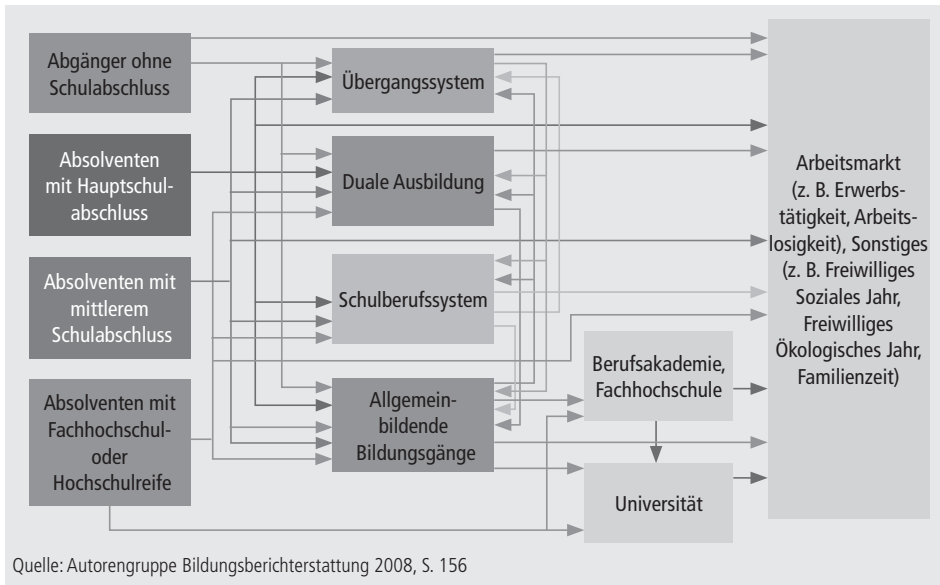 Abgänger ohne
Schulabschluss
Absolventen
mit Hauptschul-
abschluss
Absolventen mit
mittlerem
Schulabschluss
Absolventen mit
Fachhochschul-
oder
Hochschulreife
Übergangssystem
Duale Ausbildung
Schulberufssystem
Allgemein-
bildende
Bildungsgänge
Berufsakademie,
Fachhochschule
Universität
Arbeitsmarkt
(z. B. Erwerbs-
tätigkeit, Arbeits-
losigkeit), Sonstiges
(z. B. Freiwilliges
Soziales Jahr,
Freiwilliges
Ökologisches Jahr,
Familienzeit)
Quelle: Autorengruppe Bildungsberichterstattung 2008, S. 156